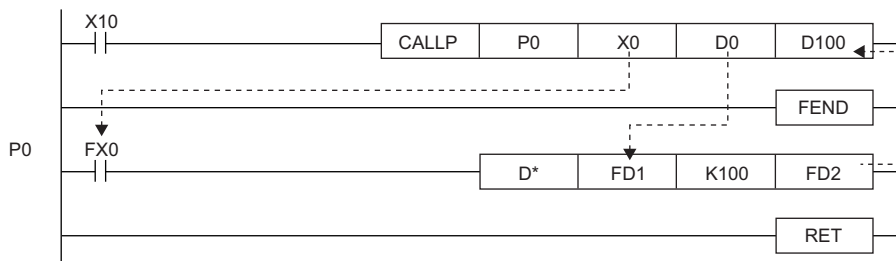 X10
CALLP P0 X0 D0 D100
FEND
P0 FX0
D* FD1 K100 FD2
RET